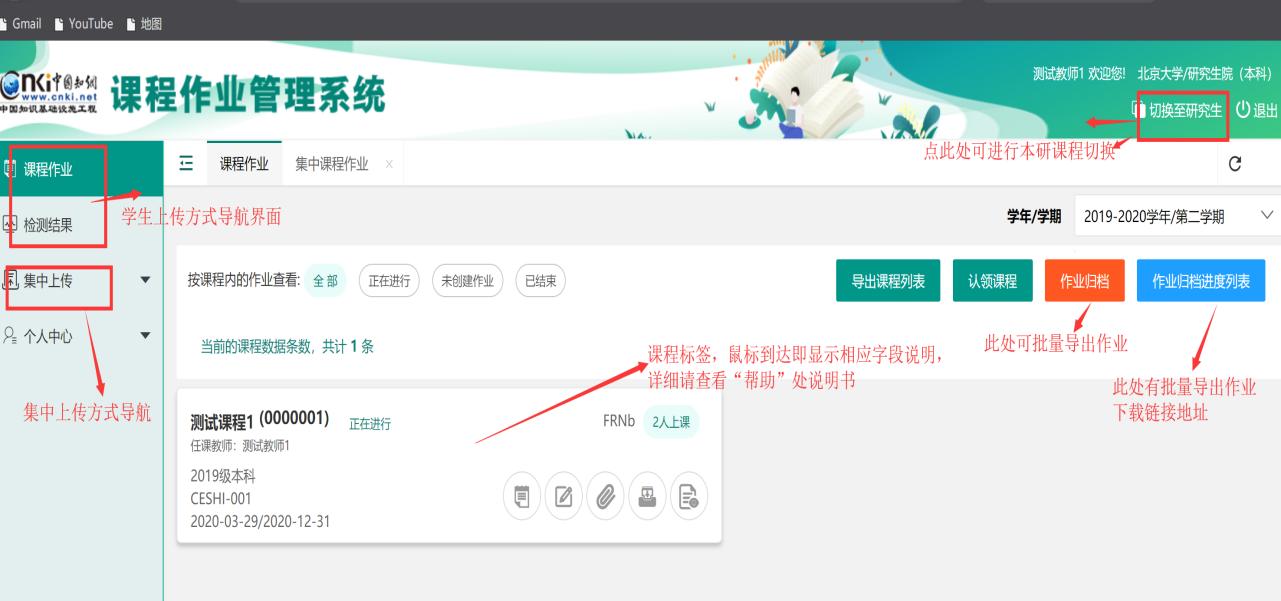 Gmail YouTube 地图
cnki中国知网
www.cnki.net
中国知识基础设施工程
课程作业管理系统
测试教师1 欢迎您! 北京大学/研究生院 (本科)
切换至研究生 退出
点此处可进行本研课程切换
课程作业
检测结果
集中上传
个人中心
课程作业 集中课程作业 ×
学生上传方式导航界面
集中上传方式导航
学年/学期 2019-2020学年/第二学期
按课程内的作业查看: 全 部 正在进行 未创建作业 已结束
导出课程列表 认领课程 作业归档 作业归档进度列表
当前的课程数据条数, 共计 1 条
此处可批量导出作业
此处有批量导出作业
下载链接地址
课程标签，鼠标到达即显示相应字段说明，
详细请查看“帮助”处说明书
测试课程1 (0000001) 正在进行 FRNb 2人上课
任课教师: 测试教师1
2019级本科
CESHI-001
2020-03-29/2020-12-31